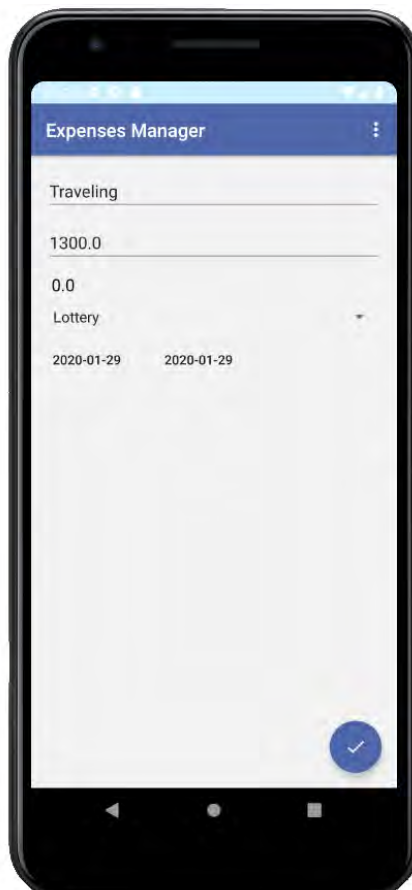 Expenses Manager
Traveling
1300.0
0.0
Lottery
2020-01-29 2020-01-29